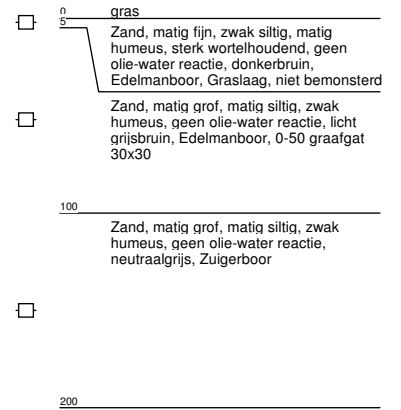 0 gras
5
Zand, matig fijn, zwak siltig, matig
humeus, sterk wortelhoudend, geen
olie-water reactie, donkerbruin,
Edelmanboor, Graslaag, niet bemonsterd
Zand, matig grof, matig siltig, zwak
humeus, geen olie-water reactie, licht
grijsbruin, Edelmanboor, 0-50 graafgat
30x30
100
Zand, matig grof, matig siltig, zwak
humeus, geen olie-water reactie,
neutraalgrijs, Zuigerboor
200